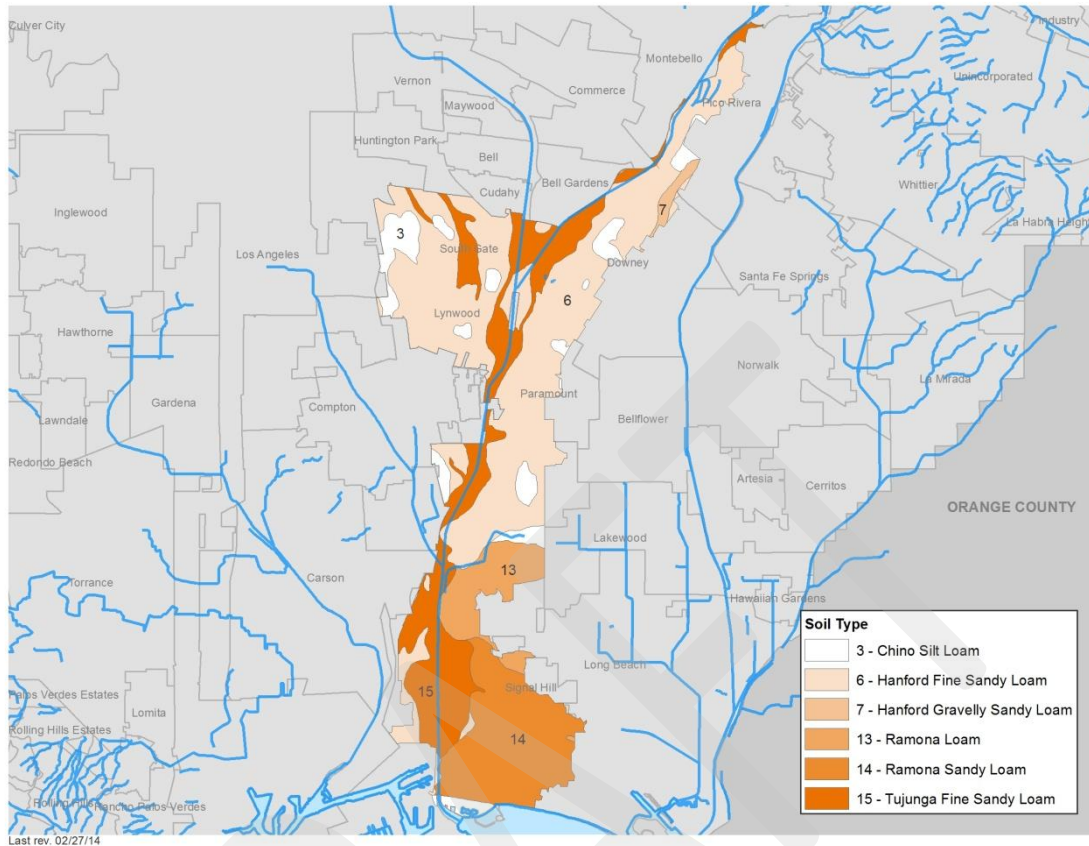 Culver City
Industry
Montebello
Unincorporated
Vernon
Commerce
Maywood
Pico Rivera
Huntington Park
Bell
Whittier
Cudahy
Bell Gardens
Inglewood
7
La Habra Heigh
3
Los Angeles
South Gate
Downey
Santa Fe Springs
6
Lynwood
Hawthorne
Norwalk
La Mirada
Paramount
Gardena
Compton
Lawndale
Bellflower
Redondo Beach
Artesia
Cerritos
ORANGE COUNTY
Lakewood
13
Torrance
Carson
Hawaiian Gardens
Soil Type
3 - Chino Silt Loam
6 - Hanford Fine Sandy Loam
7 - Hanford Gravelly Sandy Loam
13 - Ramona Loam
14 - Ramona Sandy Loam
15 - Tujunga Fine Sandy Loam
Long Beach
Signal Hill
15
Palos Verdes Estates
Lomita
Rolling Hills Estates
14
Rolling Hills
Rancho Palos Verdes
Last rev. 02/27/14